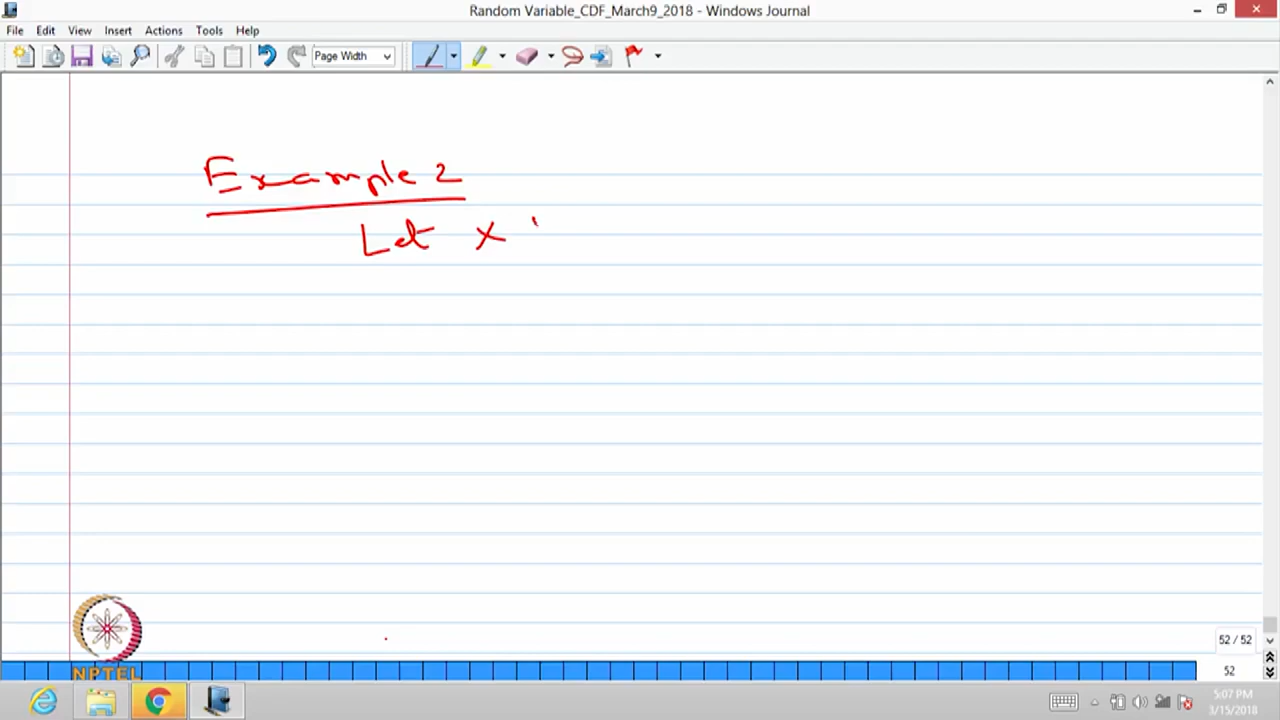 Random Variable_CDF_March9_2018 - Windows Journal
File Edit View Insert Actions Tools Help
Page Width
Example 2
Let X
52 / 52
52
NPTEL
5:07 PM
3/15/2018